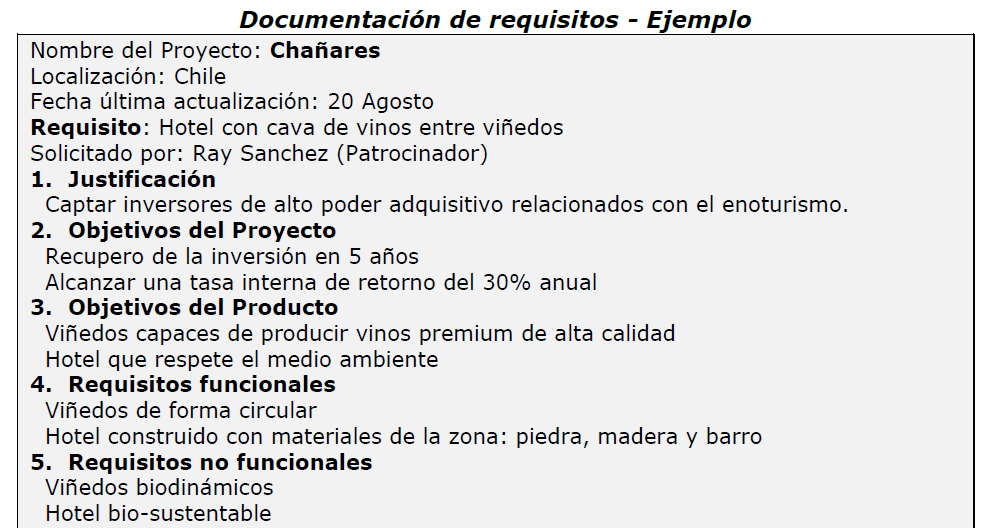 Documentación de requisitos - Ejemplo
Nombre del Proyecto: Chañares
Localización: Chile
Fecha última actualización: 20 Agosto
Requisito: Hotel con cava de vinos entre viñedos
Solicitado por: Ray Sanchez (Patrocinador)
1. Justificación
Captar inversores de alto poder adquisitivo relacionados con el enoturismo.
2. Objetivos del Proyecto
Recupero de la inversión en 5 años
Alcanzar una tasa interna de retorno del 30% anual
3. Objetivos del Producto
Viñedos capaces de producir vinos premium de alta calidad
Hotel que respete el medio ambiente
4. Requisitos funcionales
Viñedos de forma circular
Hotel construido con materiales de la zona: piedra, madera y barro
5. Requisitos no funcionales
Viñedos biodinámicos
Hotel bio-sustentable